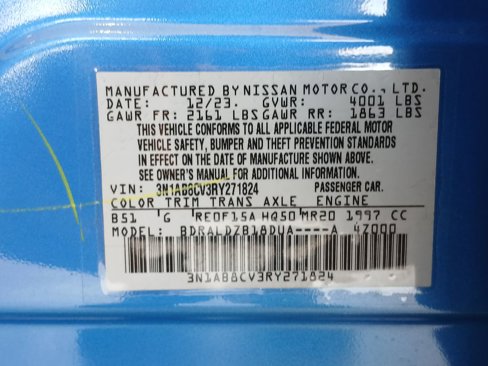 MANUFACTURED BY NISSAN MOTOR CO., LTD.
DATE: 12/23. GVWR: 4001 LBS
GAWR FR: 2161 LBS GAWR RR: 1863 LBS
THIS VEHICLE CONFORMS TO ALL APPLICABLE FEDERAL MOTOR
VEHICLE SAFETY, BUMPER AND THEFT PREVENTION STANDARDS
IN EFFECT ON THE DATE OF MANUFACTURE SHOWN ABOVE.
SEE OWNER'S MANUAL FOR ADDITIONAL INFORMATION
VIN: 3N1AB8CV3RY271824 PASSENGER CAR.
COLOR TRIM TRANS AXLE ENGINE
B51 G RE0F15A HQ50 MR20 1997 CC
MODEL: BDRALDZB18DUA----A 4Z000
3N1AB8CV3RY271824